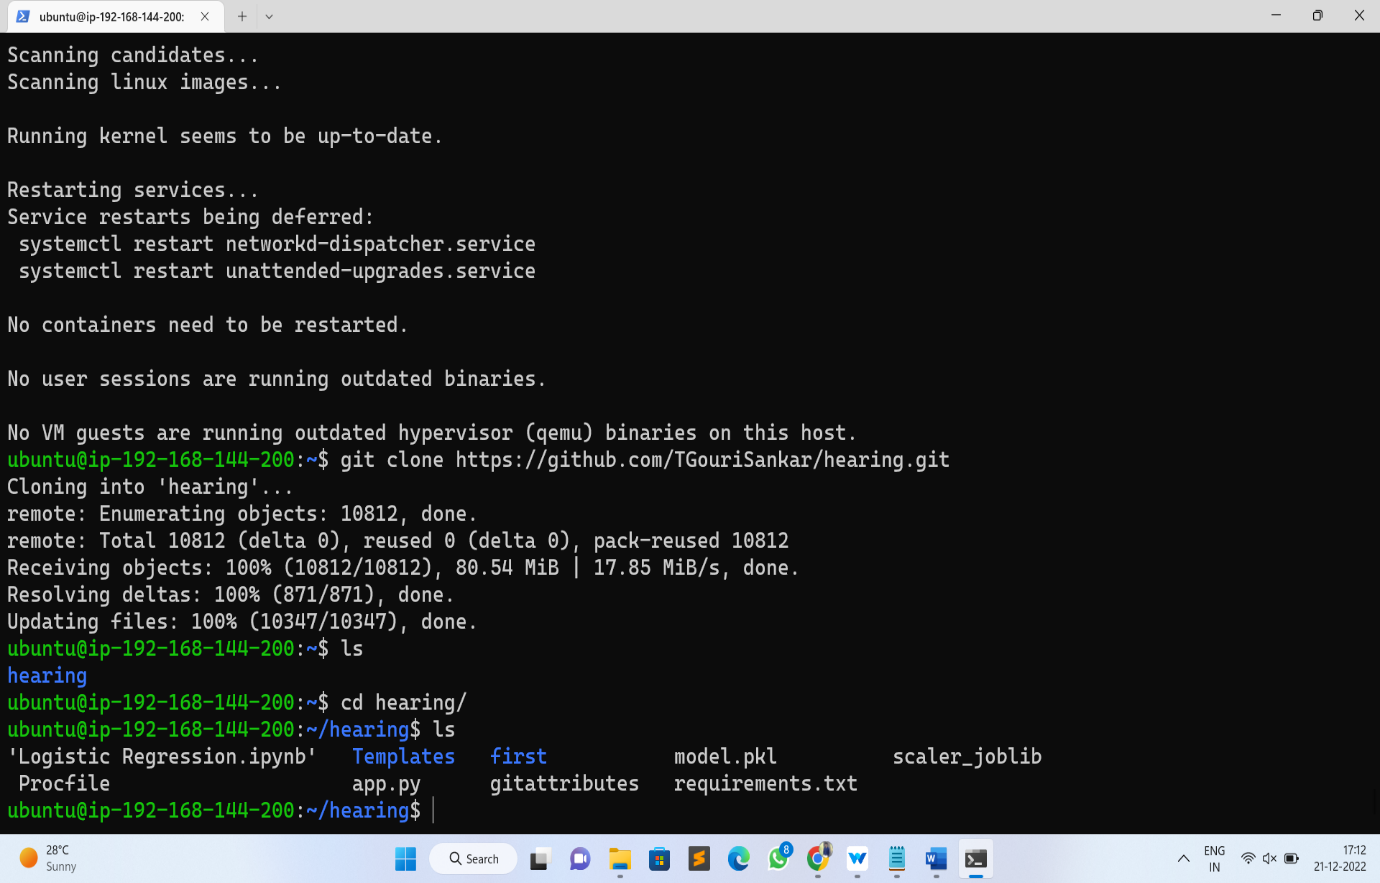 ubuntu@ip-192-168-144-200:
Scanning candidates...
Scanning linux images...
Running kernel seems to be up-to-date.
Restarting services...
Service restarts being deferred:
systemctl restart networkd-dispatcher.service
systemctl restart unattended-upgrades.service
No containers need to be restarted.
No user sessions are running outdated binaries.
No VM guests are running outdated hypervisor (qemu) binaries on this host.
ubuntu@ip-192-168-144-200:~$ git clone https://github.com/TGouriSankar/hearing.git
Cloning into 'hearing'...
remote: Enumerating objects: 10812, done.
remote: Total 10812 (delta 0), reused 0 (delta 0), pack-reused 10812
Receiving objects: 100% (10812/10812), 80.54 MiB | 17.85 MiB/s, done.
Resolving deltas: 100% (871/871), done.
Updating files: 100% (10347/10347), done.
ubuntu@ip-192-168-144-200:~$ ls
hearing
ubuntu@ip-192-168-144-200:~$ cd hearing/
ubuntu@ip-192-168-144-200:~/hearing$ ls
'Logistic Regression.ipynb' Templates first model.pkl scaler_joblib
Procfile app.py gitattributes requirements.txt
ubuntu@ip-192-168-144-200:~/hearing$
28°C
Sunny
Search
8
W
W
ENG
IN
17:12
21-12-2022